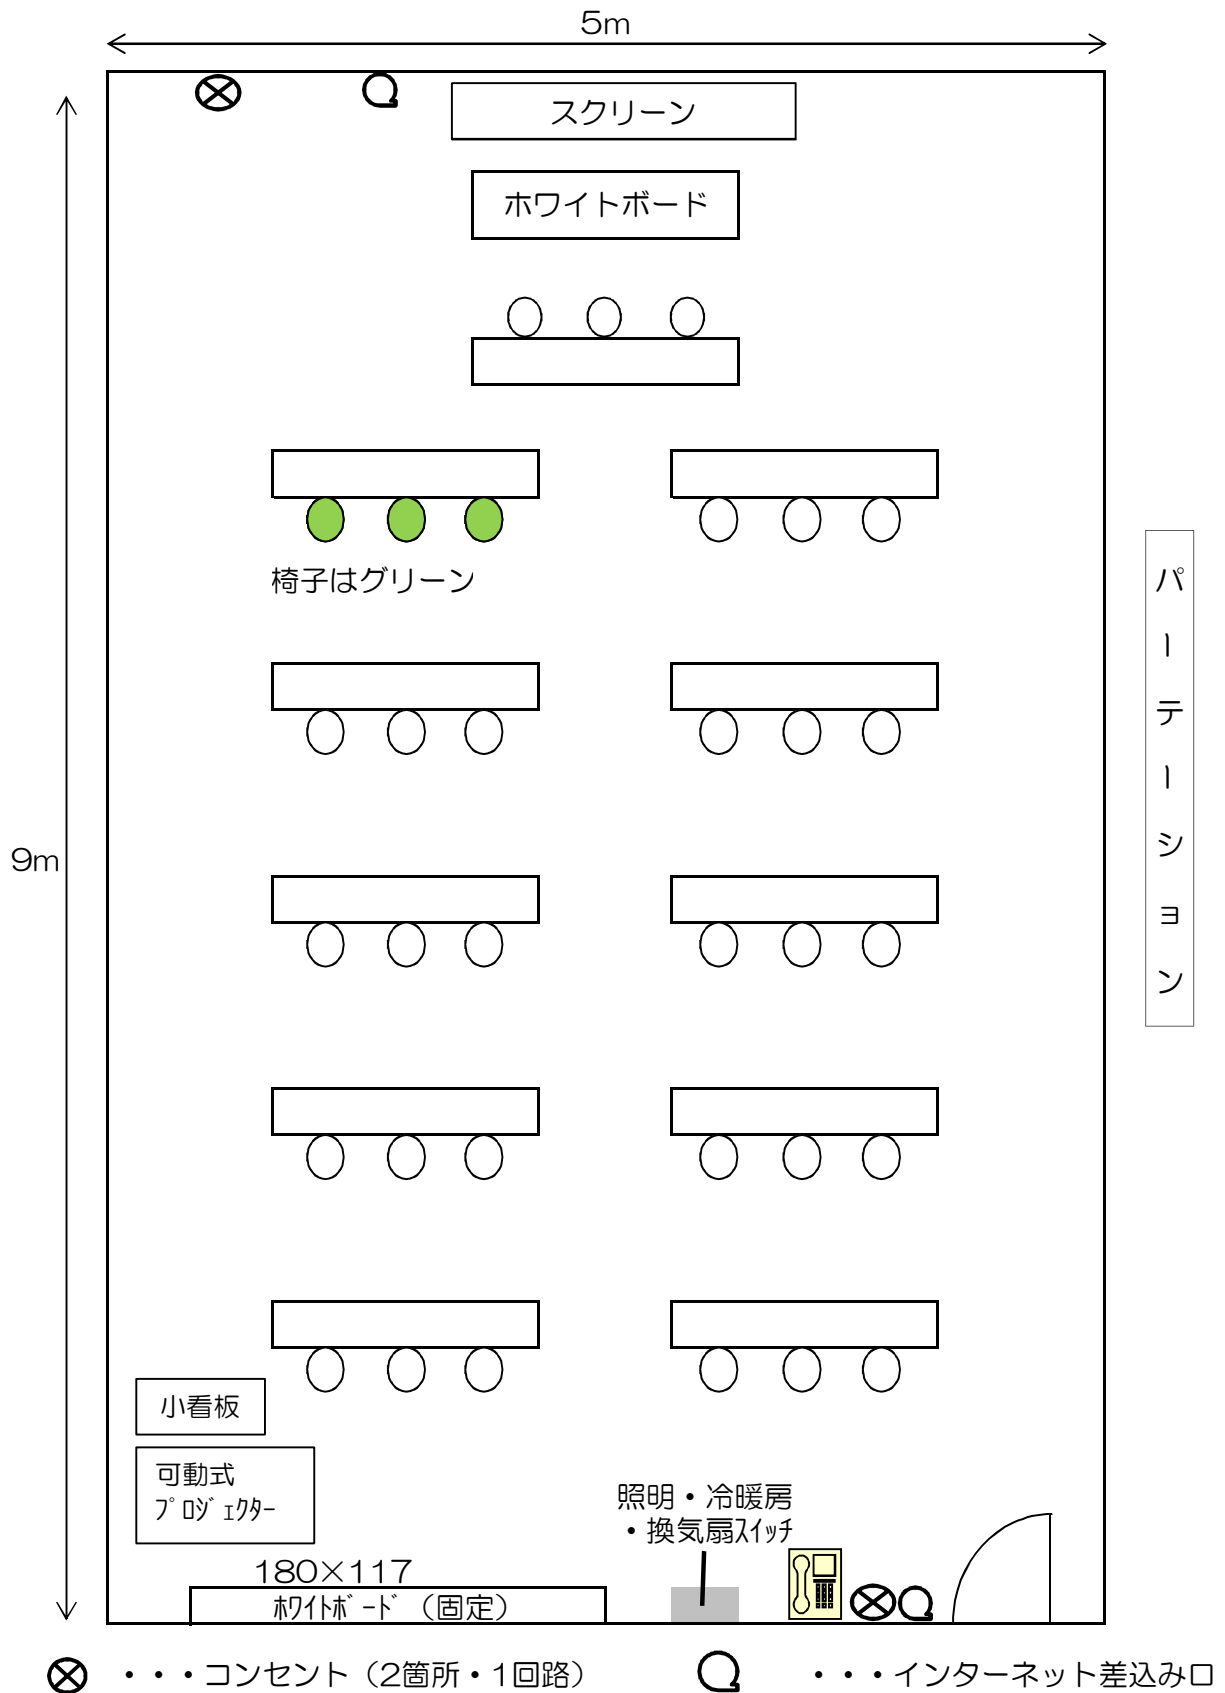 5m
スクリーン
ホワイトボード
椅子はグリーン
パーテーション
9m
小看板
可動式
ﾌﾟﾛｼﾞｪｸﾀｰ
照明・冷暖房
・換気扇ｽｲｯﾁ
180×117
ﾎﾜｲﾄﾎﾞｰﾄﾞ（固定）
・・・コンセント（2箇所・1回路）
・・・インターネット差込み口